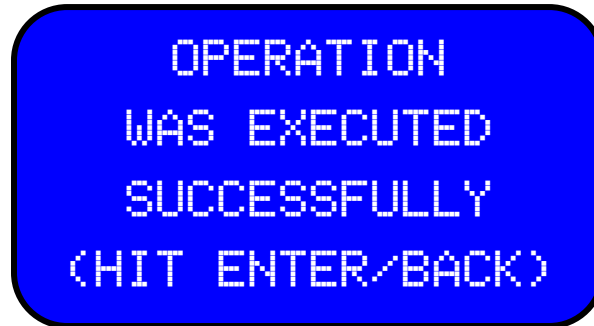 OPERATION
WAS EXECUTED
SUCCESSFULLY
(HIT ENTER/BACK)